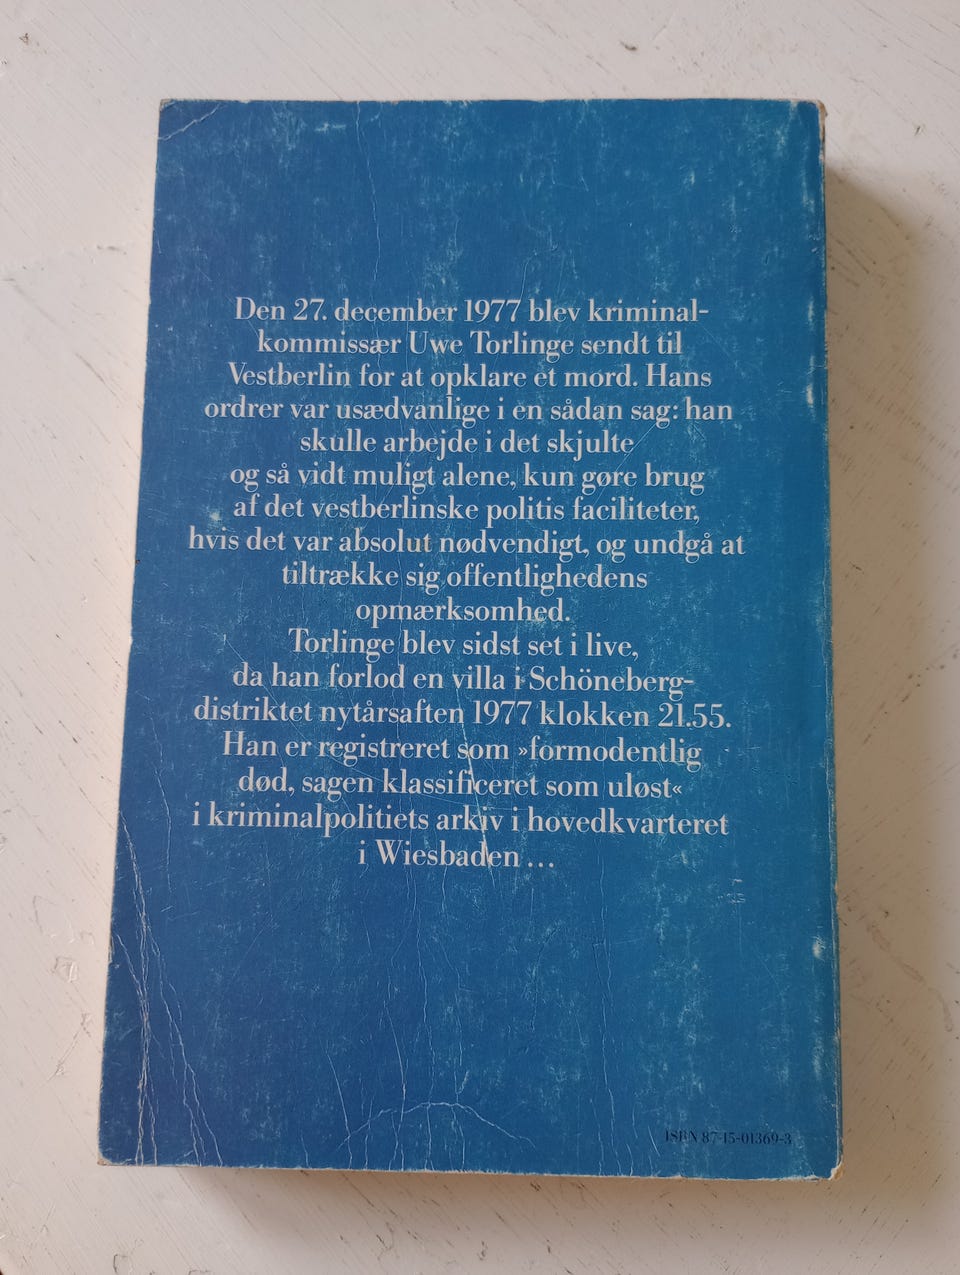 Den 27. december 1977 blev kriminal-
kommissær Uwe Torlinge sendt til
Vestberlin for at opklare et mord. Hans
ordrer var usædvanlige i en sådan sag: han
skulle arbejde i det skjulte
og så vidt muligt alene, kun gøre brug
af det vestberlinske politis faciliteter,
hvis det var absolut nødvendigt, og undgå at
tiltrække sig offentlighedens
opmærksomhed.
Torlinge blev sidst set i live,
da han forlod en villa i Schöneberg-
distriktet nytårsaften 1977 klokken 21.55.
Han er registreret som »formodentlig
død, sagen klassificeret som uløst«
i kriminalpolitiets arkiv i hovedkvarteret
i Wiesbaden ...
ISBN 87-15-01369-3